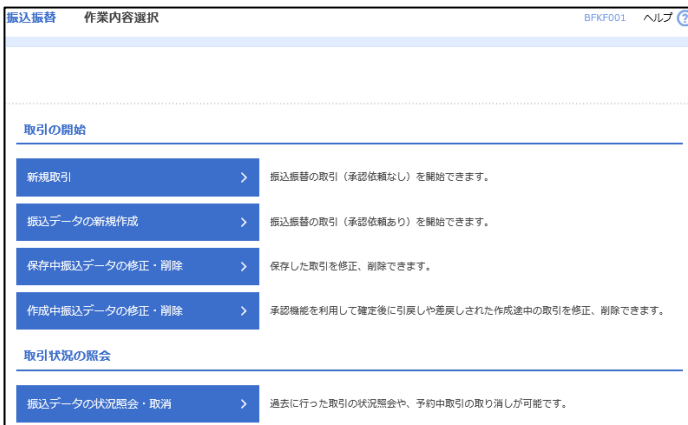 振込振替 作業内容選択 BFKF001 ヘルプ ?
取引の開始
新規取引 振込振替の取引（承認依頼なし）を開始できます。
振込データの新規作成 振込振替の取引（承認依頼あり）を開始できます。
保存中振込データの修正・削除 保存した取引を修正、削除できます。
作成中振込データの修正・削除 承認機能を利用して確定後に引戻しや差戻しされた作成途中の取引を修正、削除できます。
取引状況の照会
振込データの状況照会・取消 過去に行った取引の状況照会や、予約中取引の取り消しが可能です。